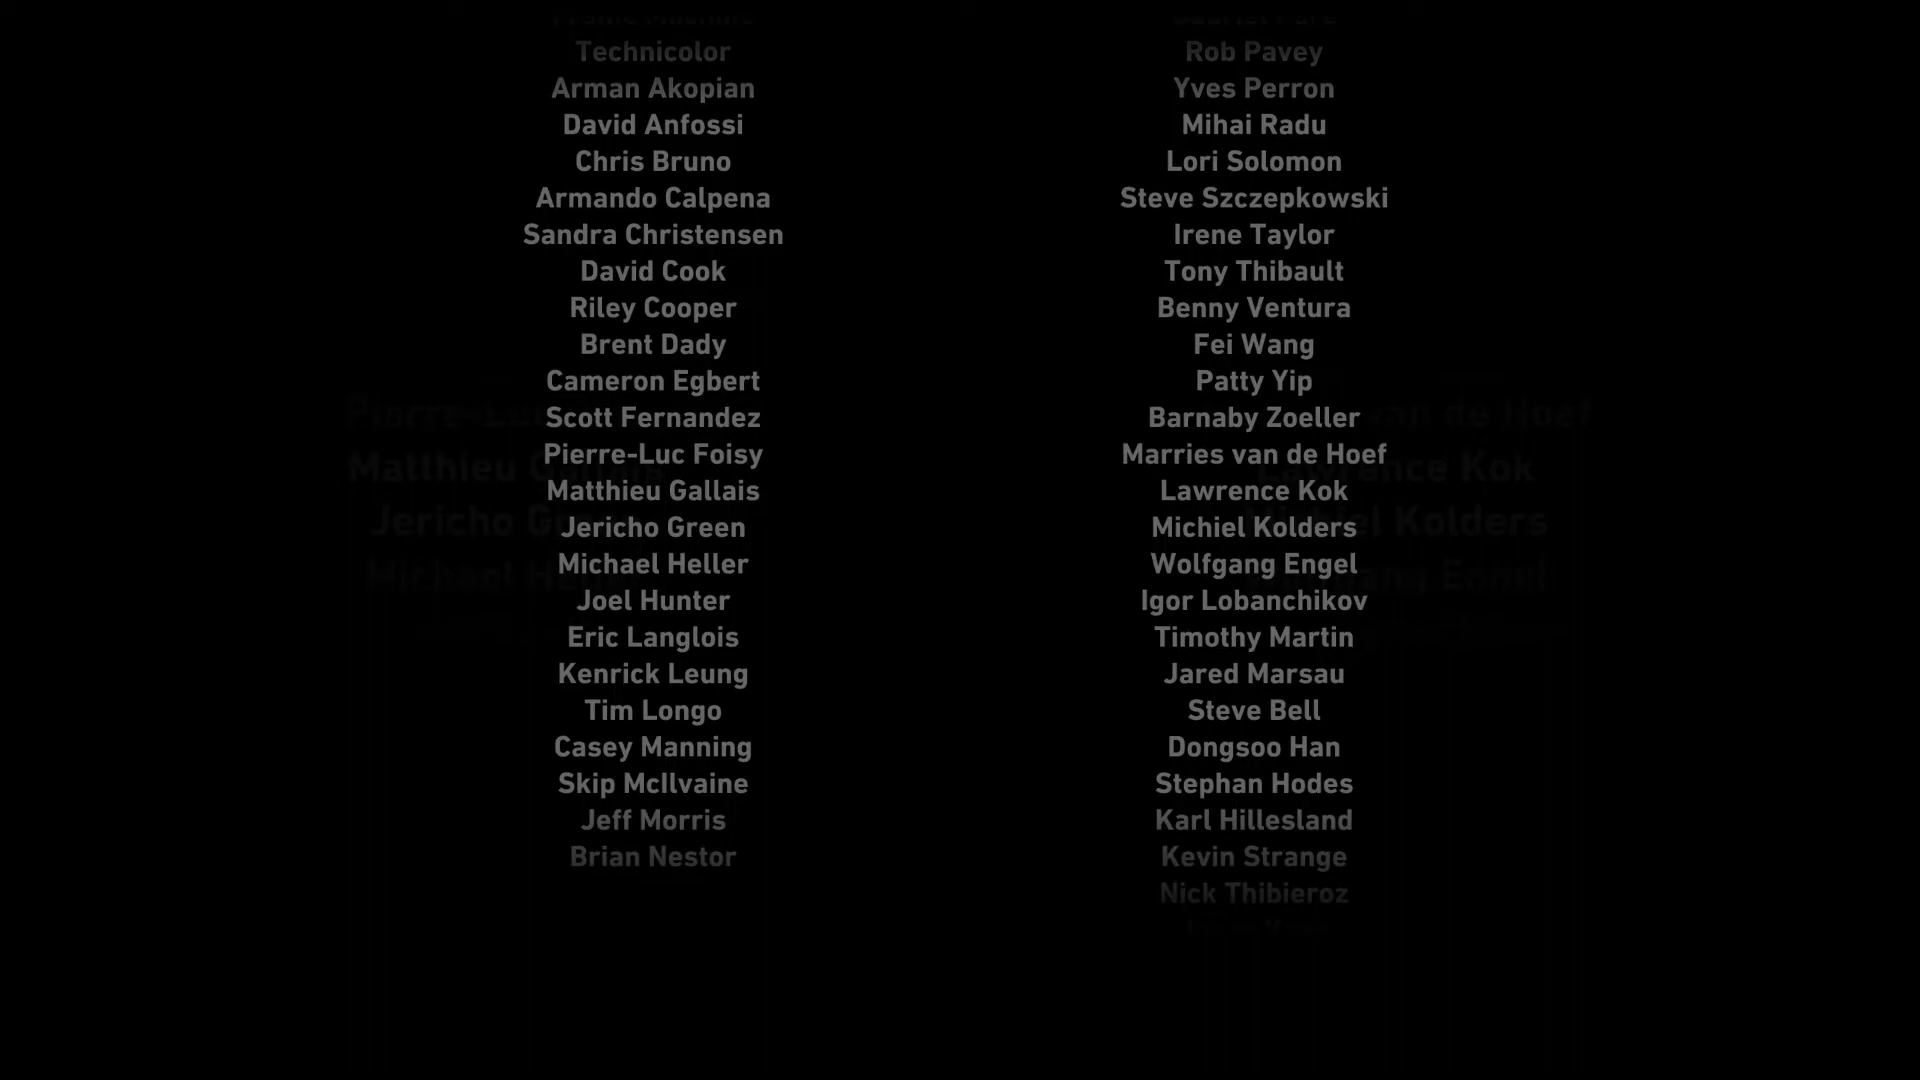 Technicolor
Arman Akopian
David Anfossi
Chris Bruno
Armando Calpena
Sandra Christensen
David Cook
Riley Cooper
Brent Dady
Cameron Egbert
Scott Fernandez
Pierre-Luc Foisy
Matthieu Gallais
Jericho Green
Michael Heller
Joel Hunter
Eric Langlois
Kenrick Leung
Tim Longo
Casey Manning
Skip McIlvaine
Jeff Morris
Brian Nestor
Rob Pavey
Yves Perron
Mihai Radu
Lori Solomon
Steve Szczepkowski
Irene Taylor
Tony Thibault
Benny Ventura
Fei Wang
Patty Yip
Barnaby Zoeller
Marries van de Hoef
Lawrence Kok
Michiel Kolders
Wolfgang Engel
Igor Lobanchikov
Timothy Martin
Jared Marsau
Steve Bell
Dongsoo Han
Stephan Hodes
Karl Hillesland
Kevin Strange
Nick Thibieroz